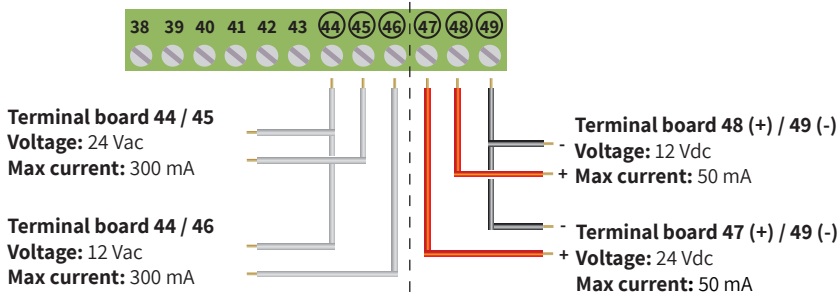 38 39 40 41 42 43 44 45 46 47 48 49
Terminal board 44 / 45
Voltage: 24 Vac
Max current: 300 mA
Terminal board 44 / 46
Voltage: 12 Vac
Max current: 300 mA
Terminal board 48 (+) / 49 (-)
- Voltage: 12 Vdc
+ Max current: 50 mA
- Terminal board 47 (+) / 49 (-)
+ Voltage: 24 Vdc
Max current: 50 mA